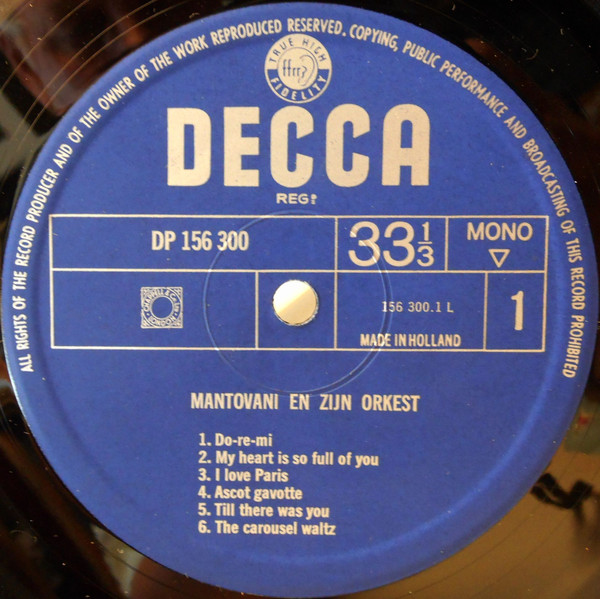 ALL RIGHTS OF THE RECORD PRODUCER AND OF THE OWNER OF THE WORK REPRODUCED RESERVED. COPYING, PUBLIC PERFORMANCE AND BROADCASTING OF THIS RECORD PROHIBITED
TRUE HIGH
ffrr
FIDELITY
DECCA
REGD
DP 156 300
33⅓
MONO
▽
156 300.1 L
1
MADE IN HOLLAND
MANTOVANI EN ZIJN ORKEST
1. Do-re-mi
2. My heart is so full of you
3. I love Paris
4. Ascot gavotte
5. Till there was you
6. The carousel waltz